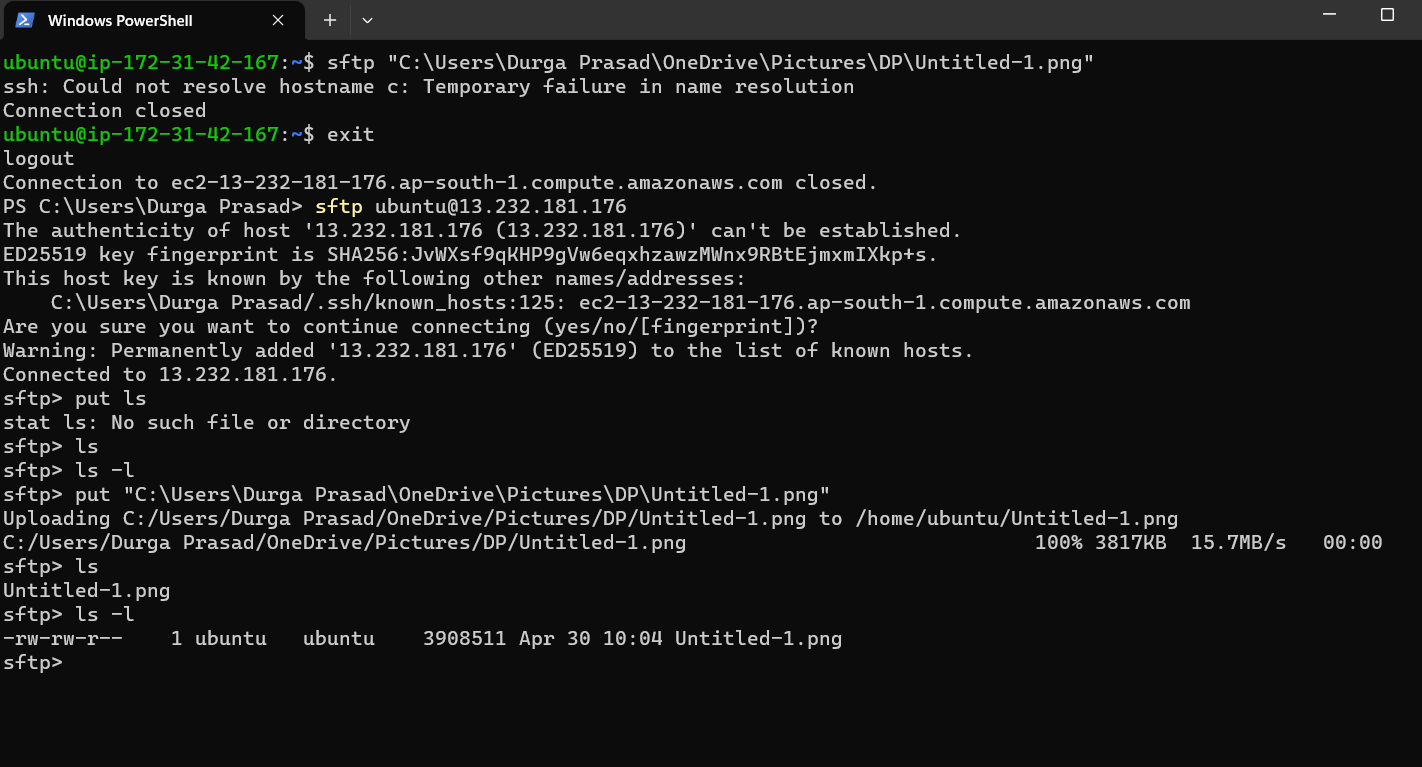 Windows PowerShell
ubuntu@ip-172-31-42-167:~$ sftp "C:\Users\Durga Prasad\OneDrive\Pictures\DP\Untitled-1.png"
ssh: Could not resolve hostname c: Temporary failure in name resolution
Connection closed
ubuntu@ip-172-31-42-167:~$ exit
logout
Connection to ec2-13-232-181-176.ap-south-1.compute.amazonaws.com closed.
PS C:\Users\Durga Prasad> sftp ubuntu@13.232.181.176
The authenticity of host '13.232.181.176 (13.232.181.176)' can't be established.
ED25519 key fingerprint is SHA256:JvWXsf9qKHP9gVw6eqxhzawzMWnx9RBtEjmxmIXkp+s.
This host key is known by the following other names/addresses:
    C:\Users\Durga Prasad/.ssh/known_hosts:125: ec2-13-232-181-176.ap-south-1.compute.amazonaws.com
Are you sure you want to continue connecting (yes/no/[fingerprint])?
Warning: Permanently added '13.232.181.176' (ED25519) to the list of known hosts.
Connected to 13.232.181.176.
sftp> put ls
stat ls: No such file or directory
sftp> ls
sftp> ls -l
sftp> put "C:\Users\Durga Prasad\OneDrive\Pictures\DP\Untitled-1.png"
Uploading C:/Users/Durga Prasad/OneDrive/Pictures/DP/Untitled-1.png to /home/ubuntu/Untitled-1.png
C:/Users/Durga Prasad/OneDrive/Pictures/DP/Untitled-1.png                             100% 3817KB  15.7MB/s   00:00
sftp> ls
Untitled-1.png
sftp> ls -l
-rw-rw-r--    1 ubuntu   ubuntu    3908511 Apr 30 10:04 Untitled-1.png
sftp>